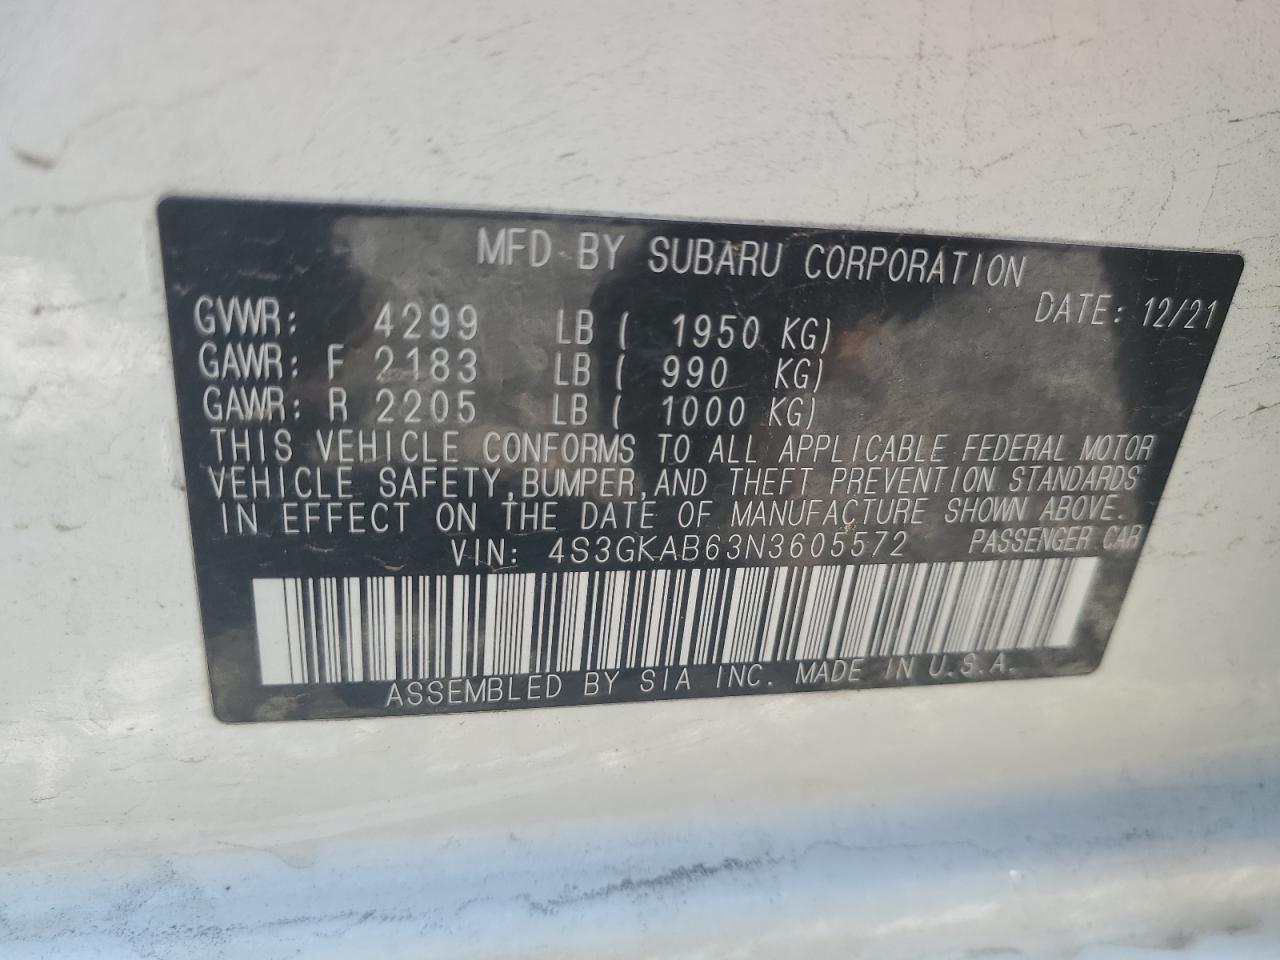 MFD BY SUBARU CORPORATION
DATE: 12/21
GVWR: 4299 LB ( 1950 KG)
GAWR: F 2183 LB ( 990 KG)
GAWR: R 2205 LB ( 1000 KG)
THIS VEHICLE CONFORMS TO ALL APPLICABLE FEDERAL MOTOR
VEHICLE SAFETY, BUMPER, AND THEFT PREVENTION STANDARDS
IN EFFECT ON THE DATE OF MANUFACTURE SHOWN ABOVE.
VIN: 4S3GKAB63N3605572 PASSENGER CAR
ASSEMBLED BY SIA INC. MADE IN U.S.A.